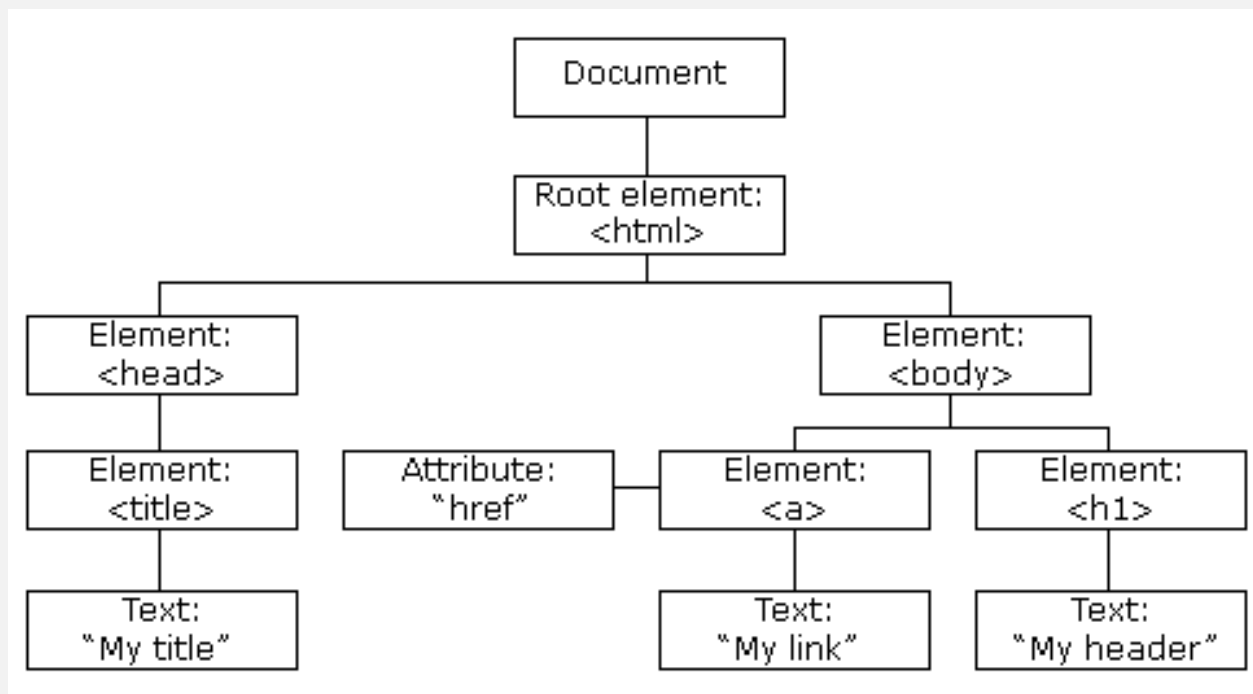 Document
Root element:
<html>
Element:
<head>
Element:
<body>
Element:
<title>
Attribute:
“href”
Element:
<a>
Element:
<h1>
Text:
“My title”
Text:
“My link”
Text:
“My header”